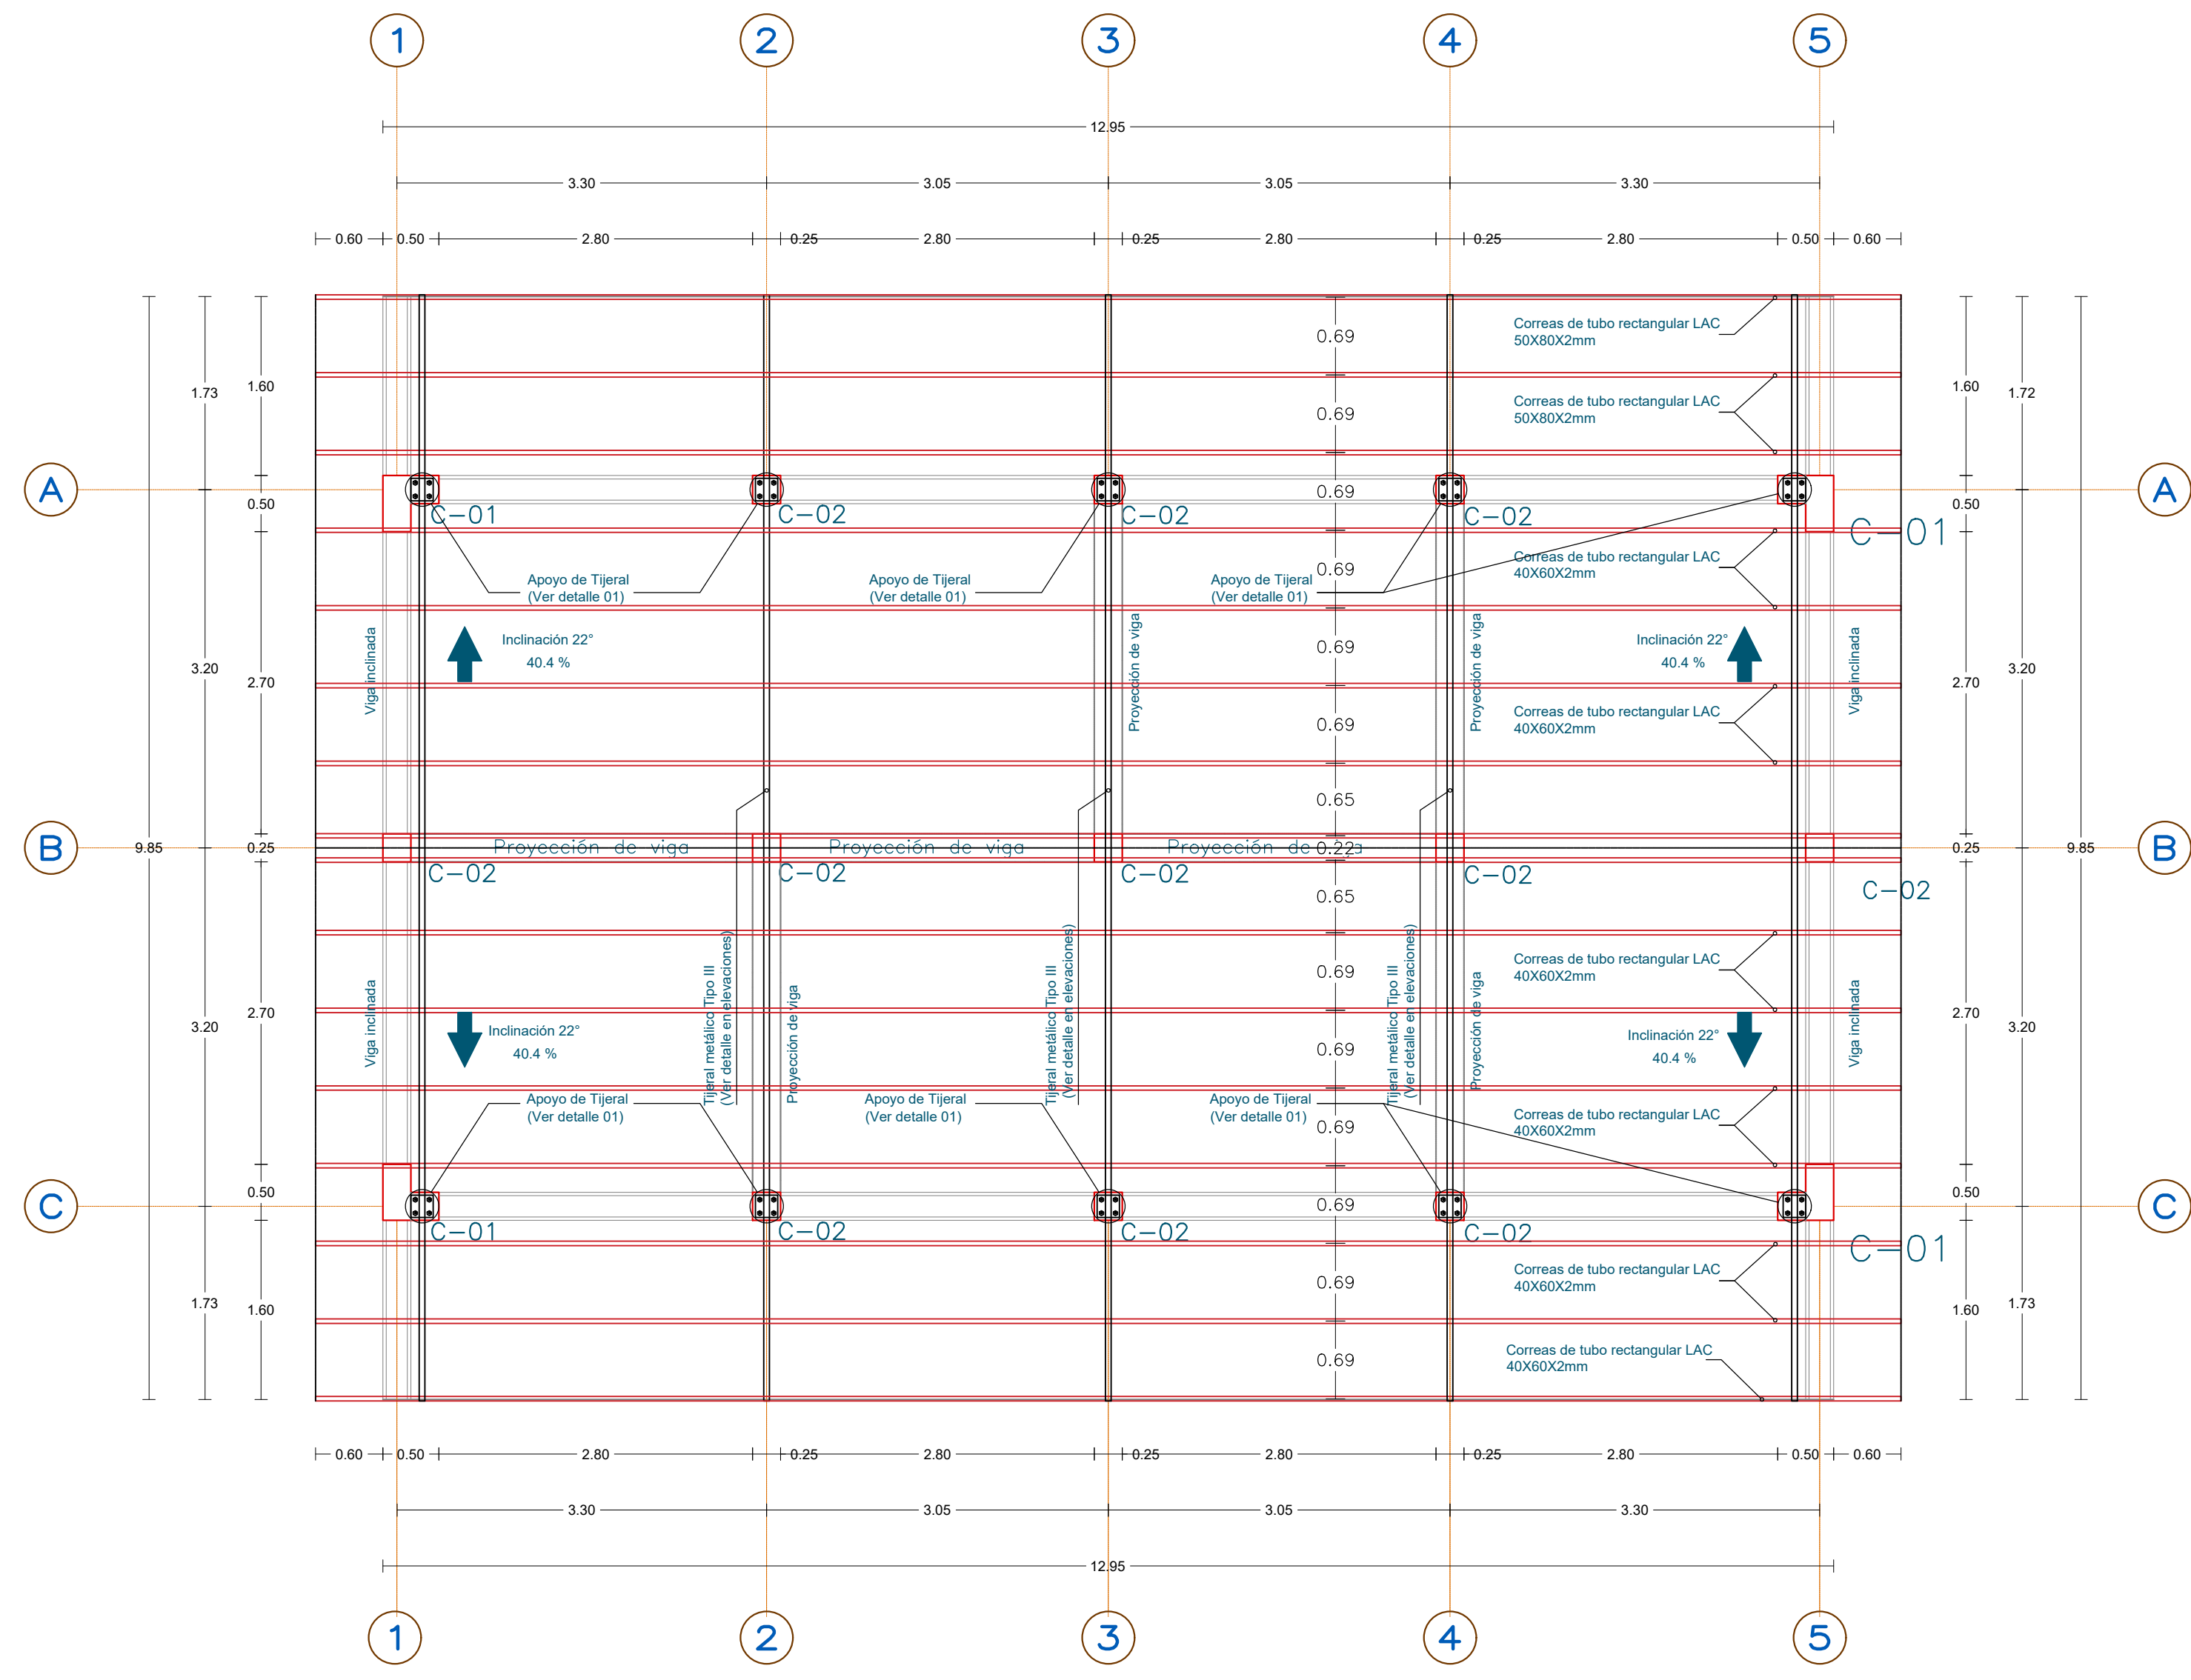 1 2 3 4 5
12.95
3.30 3.05 3.05 3.30
0.60 0.50 2.80 0.25 2.80 0.25 2.80 0.25 2.80 0.50 0.60
0.69
Correas de tubo rectangular LAC
50X80X2mm
1.73 1.60
1.60 1.72
0.69
Correas de tubo rectangular LAC
50X80X2mm
A
0.69
A
0.50
0.50
C-01 C-02 C-02 C-02
C-01
Correas de tubo rectangular LAC
40X60X2mm
0.69
Apoyo de Tijeral
(Ver detalle 01)
Apoyo de Tijeral
(Ver detalle 01)
Apoyo de Tijeral
(Ver detalle 01)
Viga inclinada
Inclinación 22°
40.4 %
Proyección de viga
0.69
Proyección de viga
Inclinación 22°
40.4 %
Viga inclinada
3.20 2.70
2.70 3.20
0.69
Correas de tubo rectangular LAC
40X60X2mm
0.65
B
9.85
0.25
Proyección de viga
Proyección de viga
Proyección de viga
0.22
0.25
9.85
B
C-02 C-02 C-02 C-02
C-02
0.65
0.69
Correas de tubo rectangular LAC
40X60X2mm
Viga inclinada
Inclinación 22°
40.4 %
Tijeral metálico Tipo III
(Ver detalle en elevaciones)
Proyección de viga
Tijeral metálico Tipo III
(Ver detalle en elevaciones)
Tijeral metálico Tipo III
(Ver detalle en elevaciones)
Proyección de viga
Inclinación 22°
40.4 %
Viga inclinada
3.20 2.70
2.70 3.20
0.69
Apoyo de Tijeral
(Ver detalle 01)
Apoyo de Tijeral
(Ver detalle 01)
Apoyo de Tijeral
(Ver detalle 01)
0.69
Correas de tubo rectangular LAC
40X60X2mm
0.50
0.50
C
0.69
C
C-01 C-02 C-02 C-02
C-01
0.69
Correas de tubo rectangular LAC
40X60X2mm
1.73 1.60
1.60 1.73
0.69
Correas de tubo rectangular LAC
40X60X2mm
0.60 0.50 2.80 0.25 2.80 0.25 2.80 0.25 2.80 0.50 0.60
3.30 3.05 3.05 3.30
12.95
1 2 3 4 5